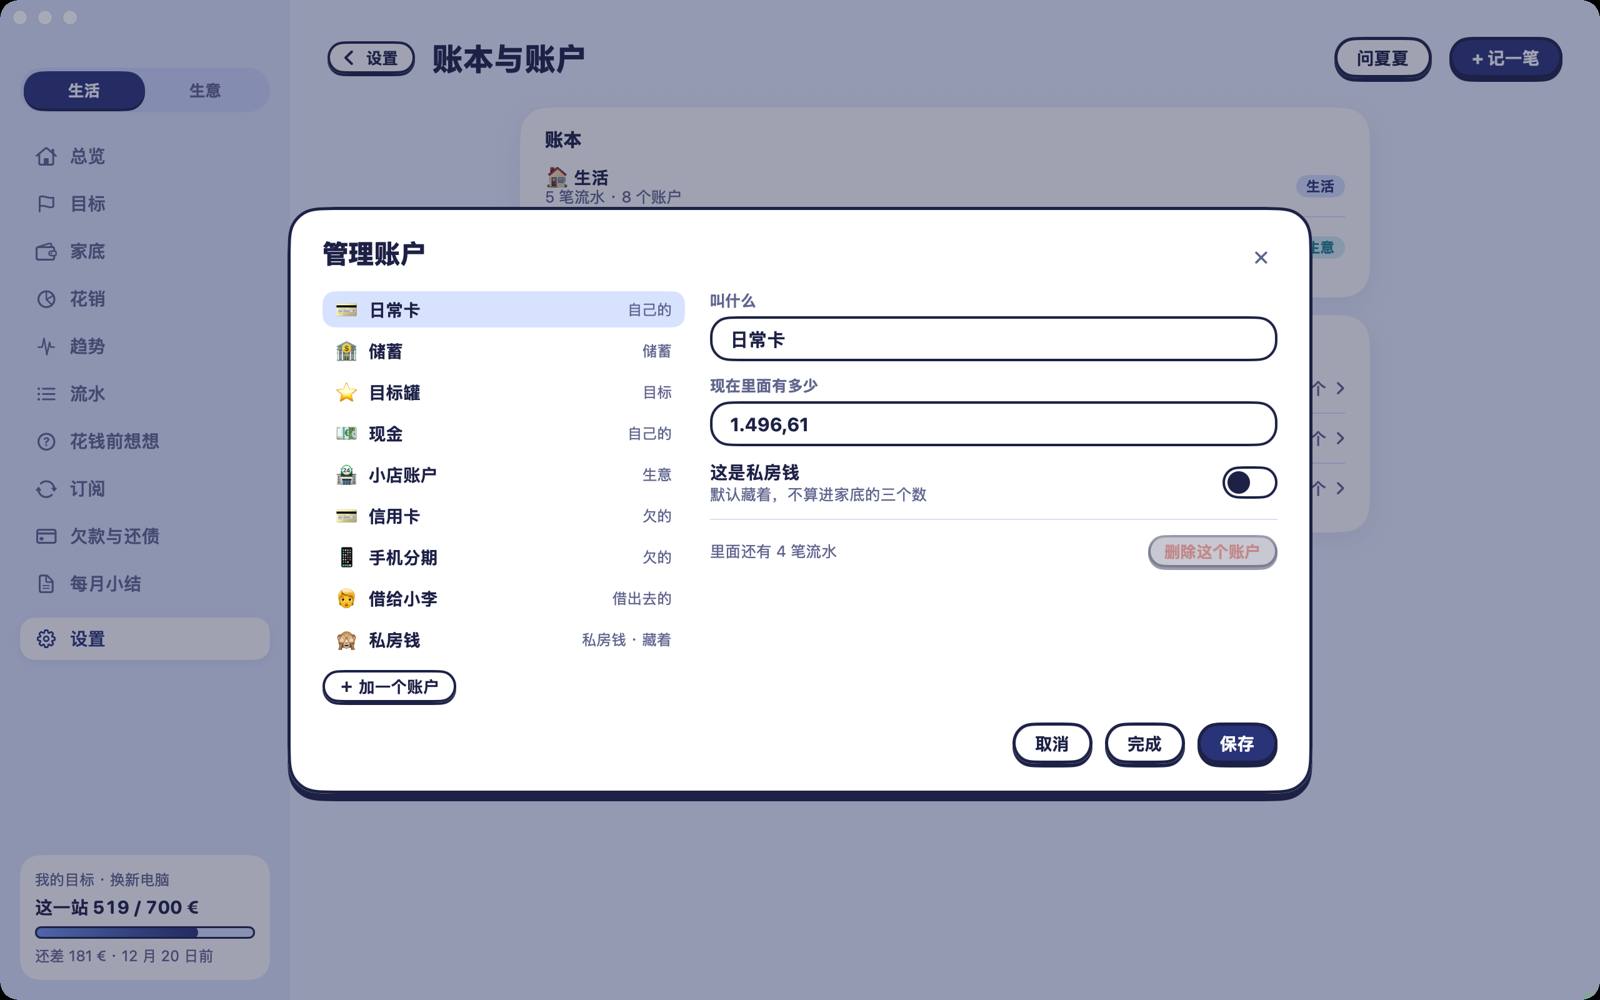 生活
生意
总览
目标
家底
花销
趋势
流水
花钱前想想
订阅
欠款与还债
每月小结
设置
我的目标 · 换新电脑
这一站 519 / 700 €
还差 181 € · 12 月 20 日前
设置
账本与账户
问夏夏
+ 记一笔
账本
生活
5 笔流水 · 8 个账户
生活
生意
个
个
个
管理账户
日常卡 自己的
储蓄 储蓄
目标罐 目标
现金 自己的
小店账户 生意
信用卡 欠的
手机分期 欠的
借给小李 借出去的
私房钱 私房钱 · 藏着
+ 加一个账户
叫什么
日常卡
现在里面有多少
1.496,61
这是私房钱
默认藏着，不算进家底的三个数
里面还有 4 笔流水
删除这个账户
取消
完成
保存